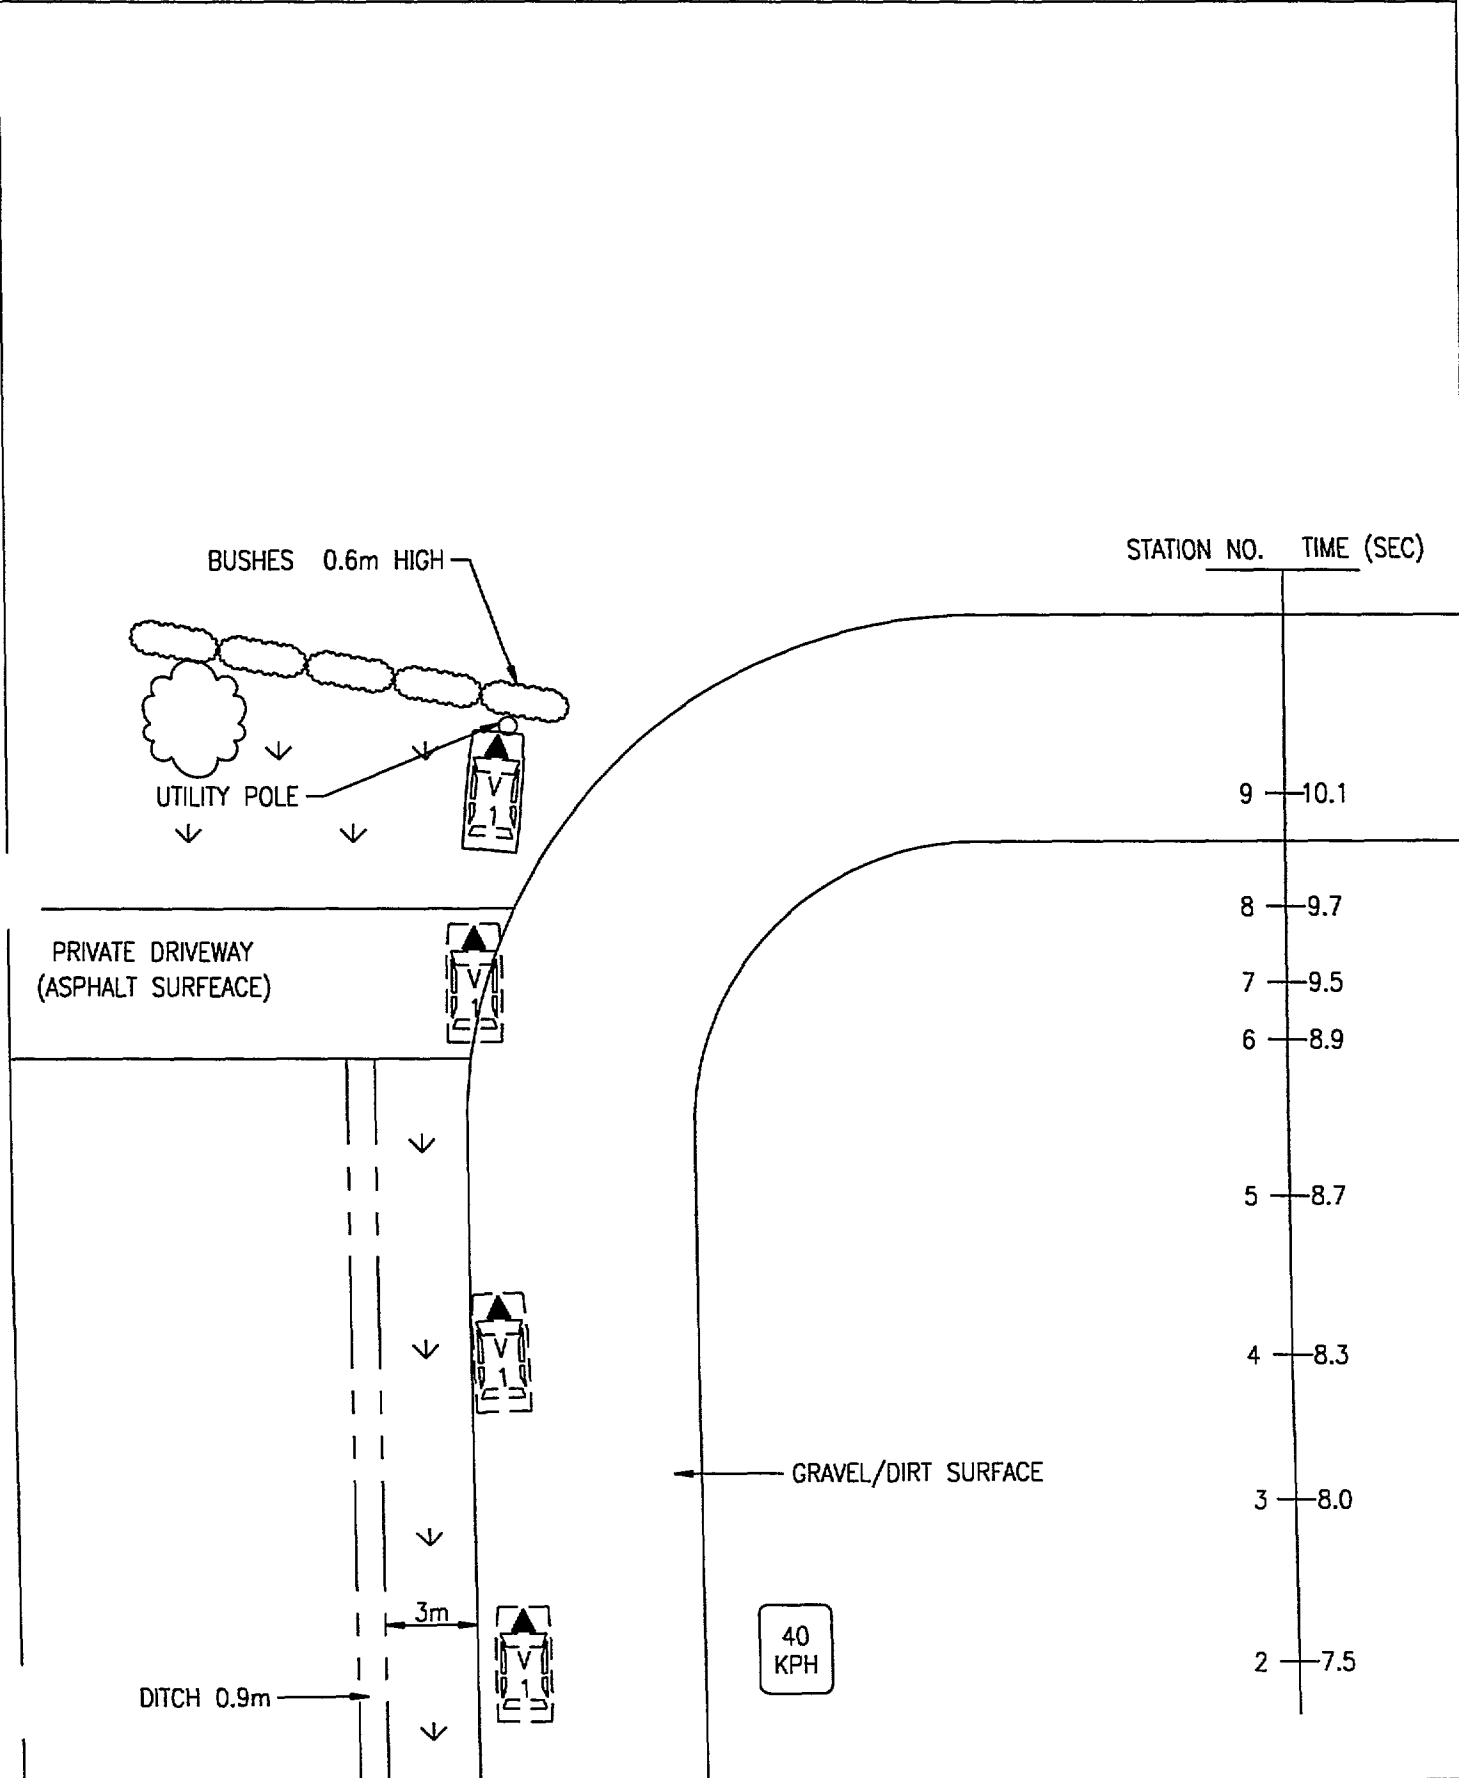 BUSHES 0.6m HIGH
STATION NO. TIME (SEC)
UTILITY POLE
V
1
9 10.1
8 9.7
PRIVATE DRIVEWAY
(ASPHALT SURFEACE)
V
1
7 9.5
6 8.9
5 8.7
V
1
4 8.3
GRAVEL/DIRT SURFACE
3 8.0
3m
V
1
40
KPH
2 7.5
DITCH 0.9m